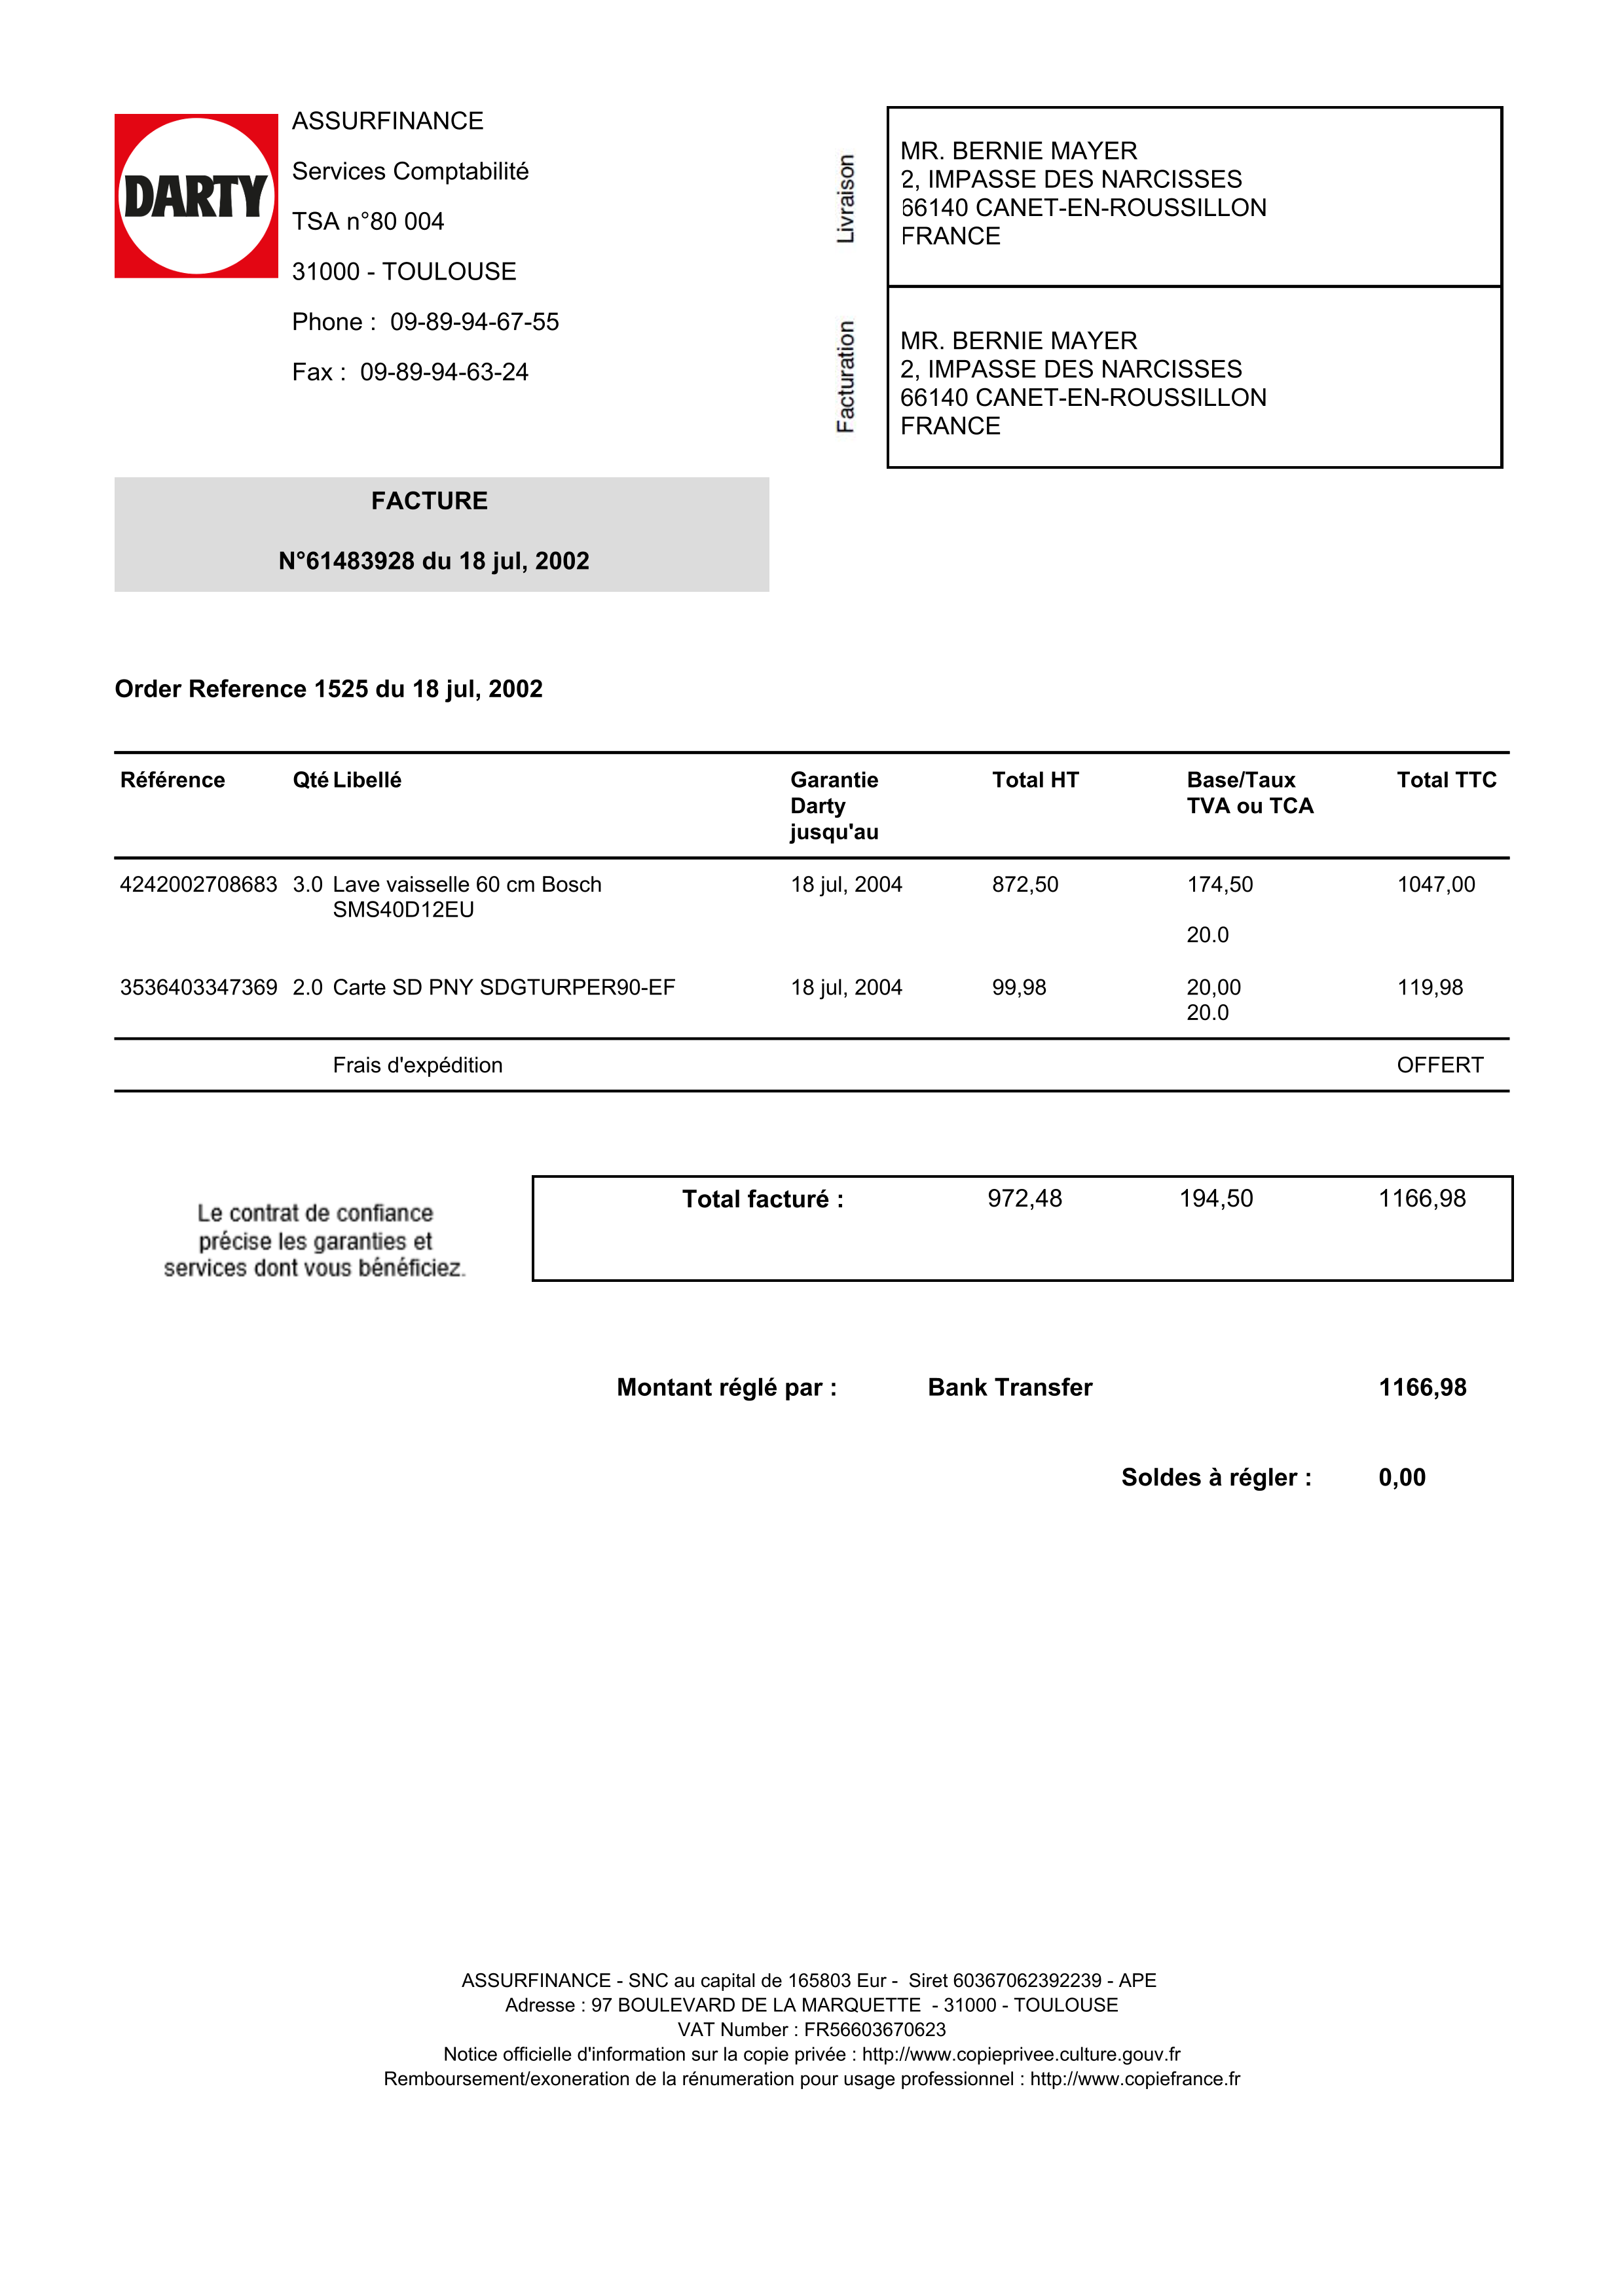 DARTY
ASSURFINANCE
Services Comptabilité
TSA n°80 004
31000 - TOULOUSE
Phone : 09-89-94-67-55
Fax : 09-89-94-63-24
Livraison
MR. BERNIE MAYER
2, IMPASSE DES NARCISSES
66140 CANET-EN-ROUSSILLON
FRANCE
Facturation
MR. BERNIE MAYER
2, IMPASSE DES NARCISSES
66140 CANET-EN-ROUSSILLON
FRANCE
FACTURE
N°61483928 du 18 jul, 2002
Order Reference 1525 du 18 jul, 2002
Référence Qté Libellé Garantie Darty jusqu'au Total HT Base/Taux TVA ou TCA Total TTC
4242002708683 3.0 Lave vaisselle 60 cm Bosch 18 jul, 2004 872,50 174,50 1047,00
SMS40D12EU
20.0
3536403347369 2.0 Carte SD PNY SDGTURPER90-EF 18 jul, 2004 99,98 20,00 119,98
20.0
Frais d'expédition OFFERT
Le contrat de confiance
précise les garanties et
services dont vous bénéficiez.
Total facturé : 972,48 194,50 1166,98
Montant réglé par : Bank Transfer 1166,98
Soldes à régler : 0,00
ASSURFINANCE - SNC au capital de 165803 Eur - Siret 60367062392239 - APE
Adresse : 97 BOULEVARD DE LA MARQUETTE - 31000 - TOULOUSE
VAT Number : FR56603670623
Notice officielle d'information sur la copie privée : http://www.copieprivee.culture.gouv.fr
Remboursement/exoneration de la rénumeration pour usage professionnel : http://www.copiefrance.fr